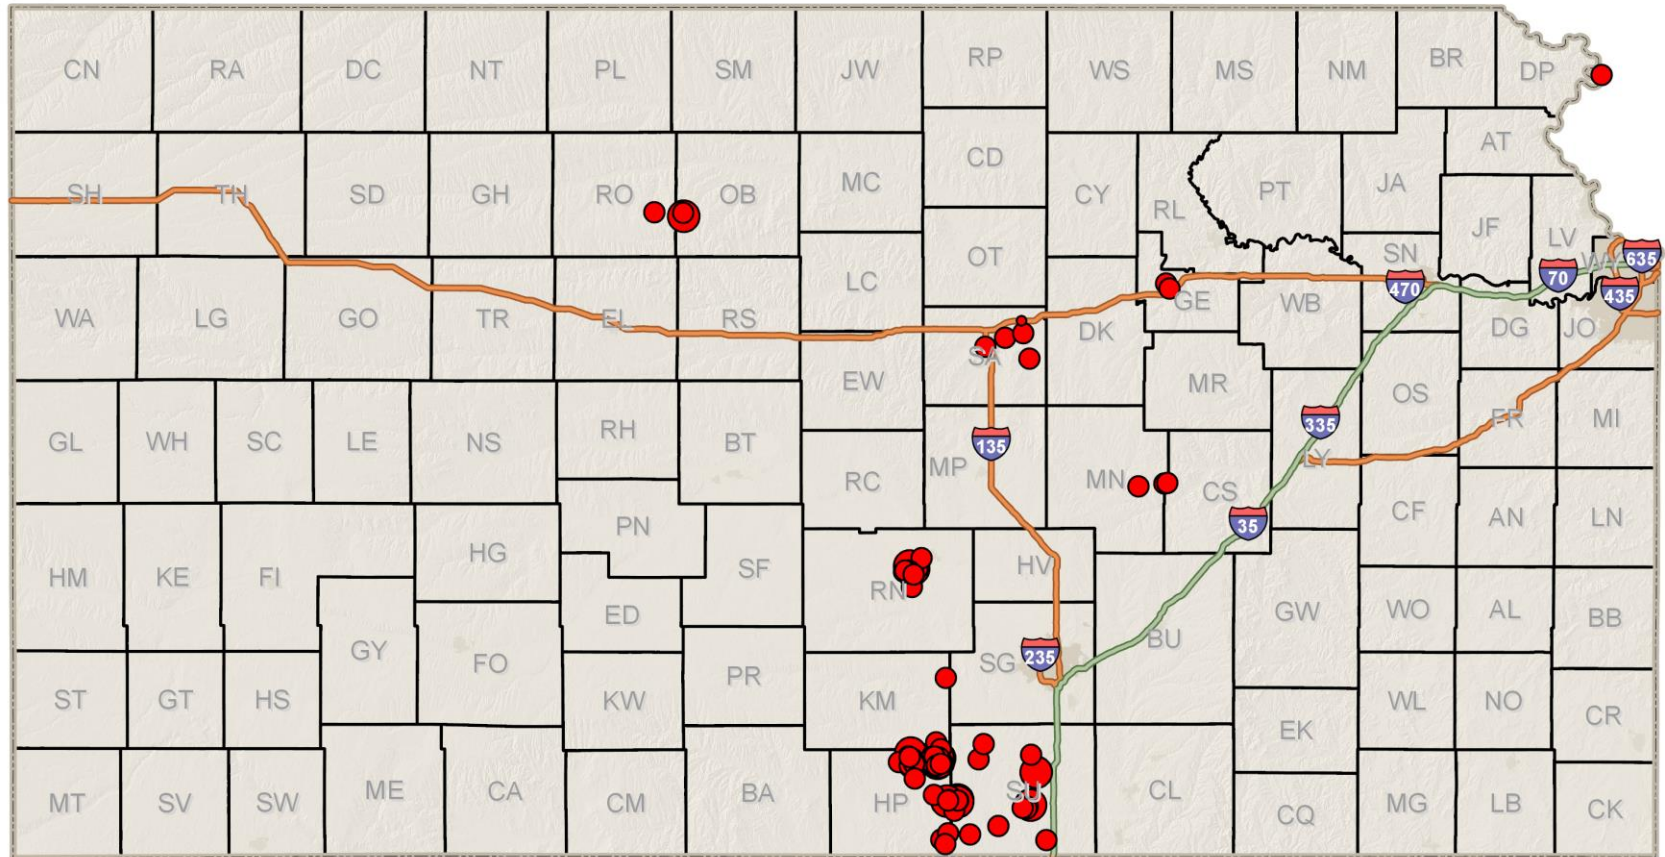 CN RA DC NT PL SM JW RP WS MS NM BR DP
SH TH SD GH RO OB MC CD CY RL PT JA AT
JF LV WY 635
WA LG GO TR EL RS LC OT DK GE WB SN 470 70 435
DG JO
SA
EW MR OS
GL WH SC LE NS RH BT RC MP 135 MN CS 335 LY FR MI
35 CF AN LN
HM KE FI HG PN SF RN HV
GY FO ED SG 235 BU GW WO AL BB
ST GT HS KW PR KM EK WL NO CR
MT SV SW ME CA CM BA HP SU CL CQ MG LB CK